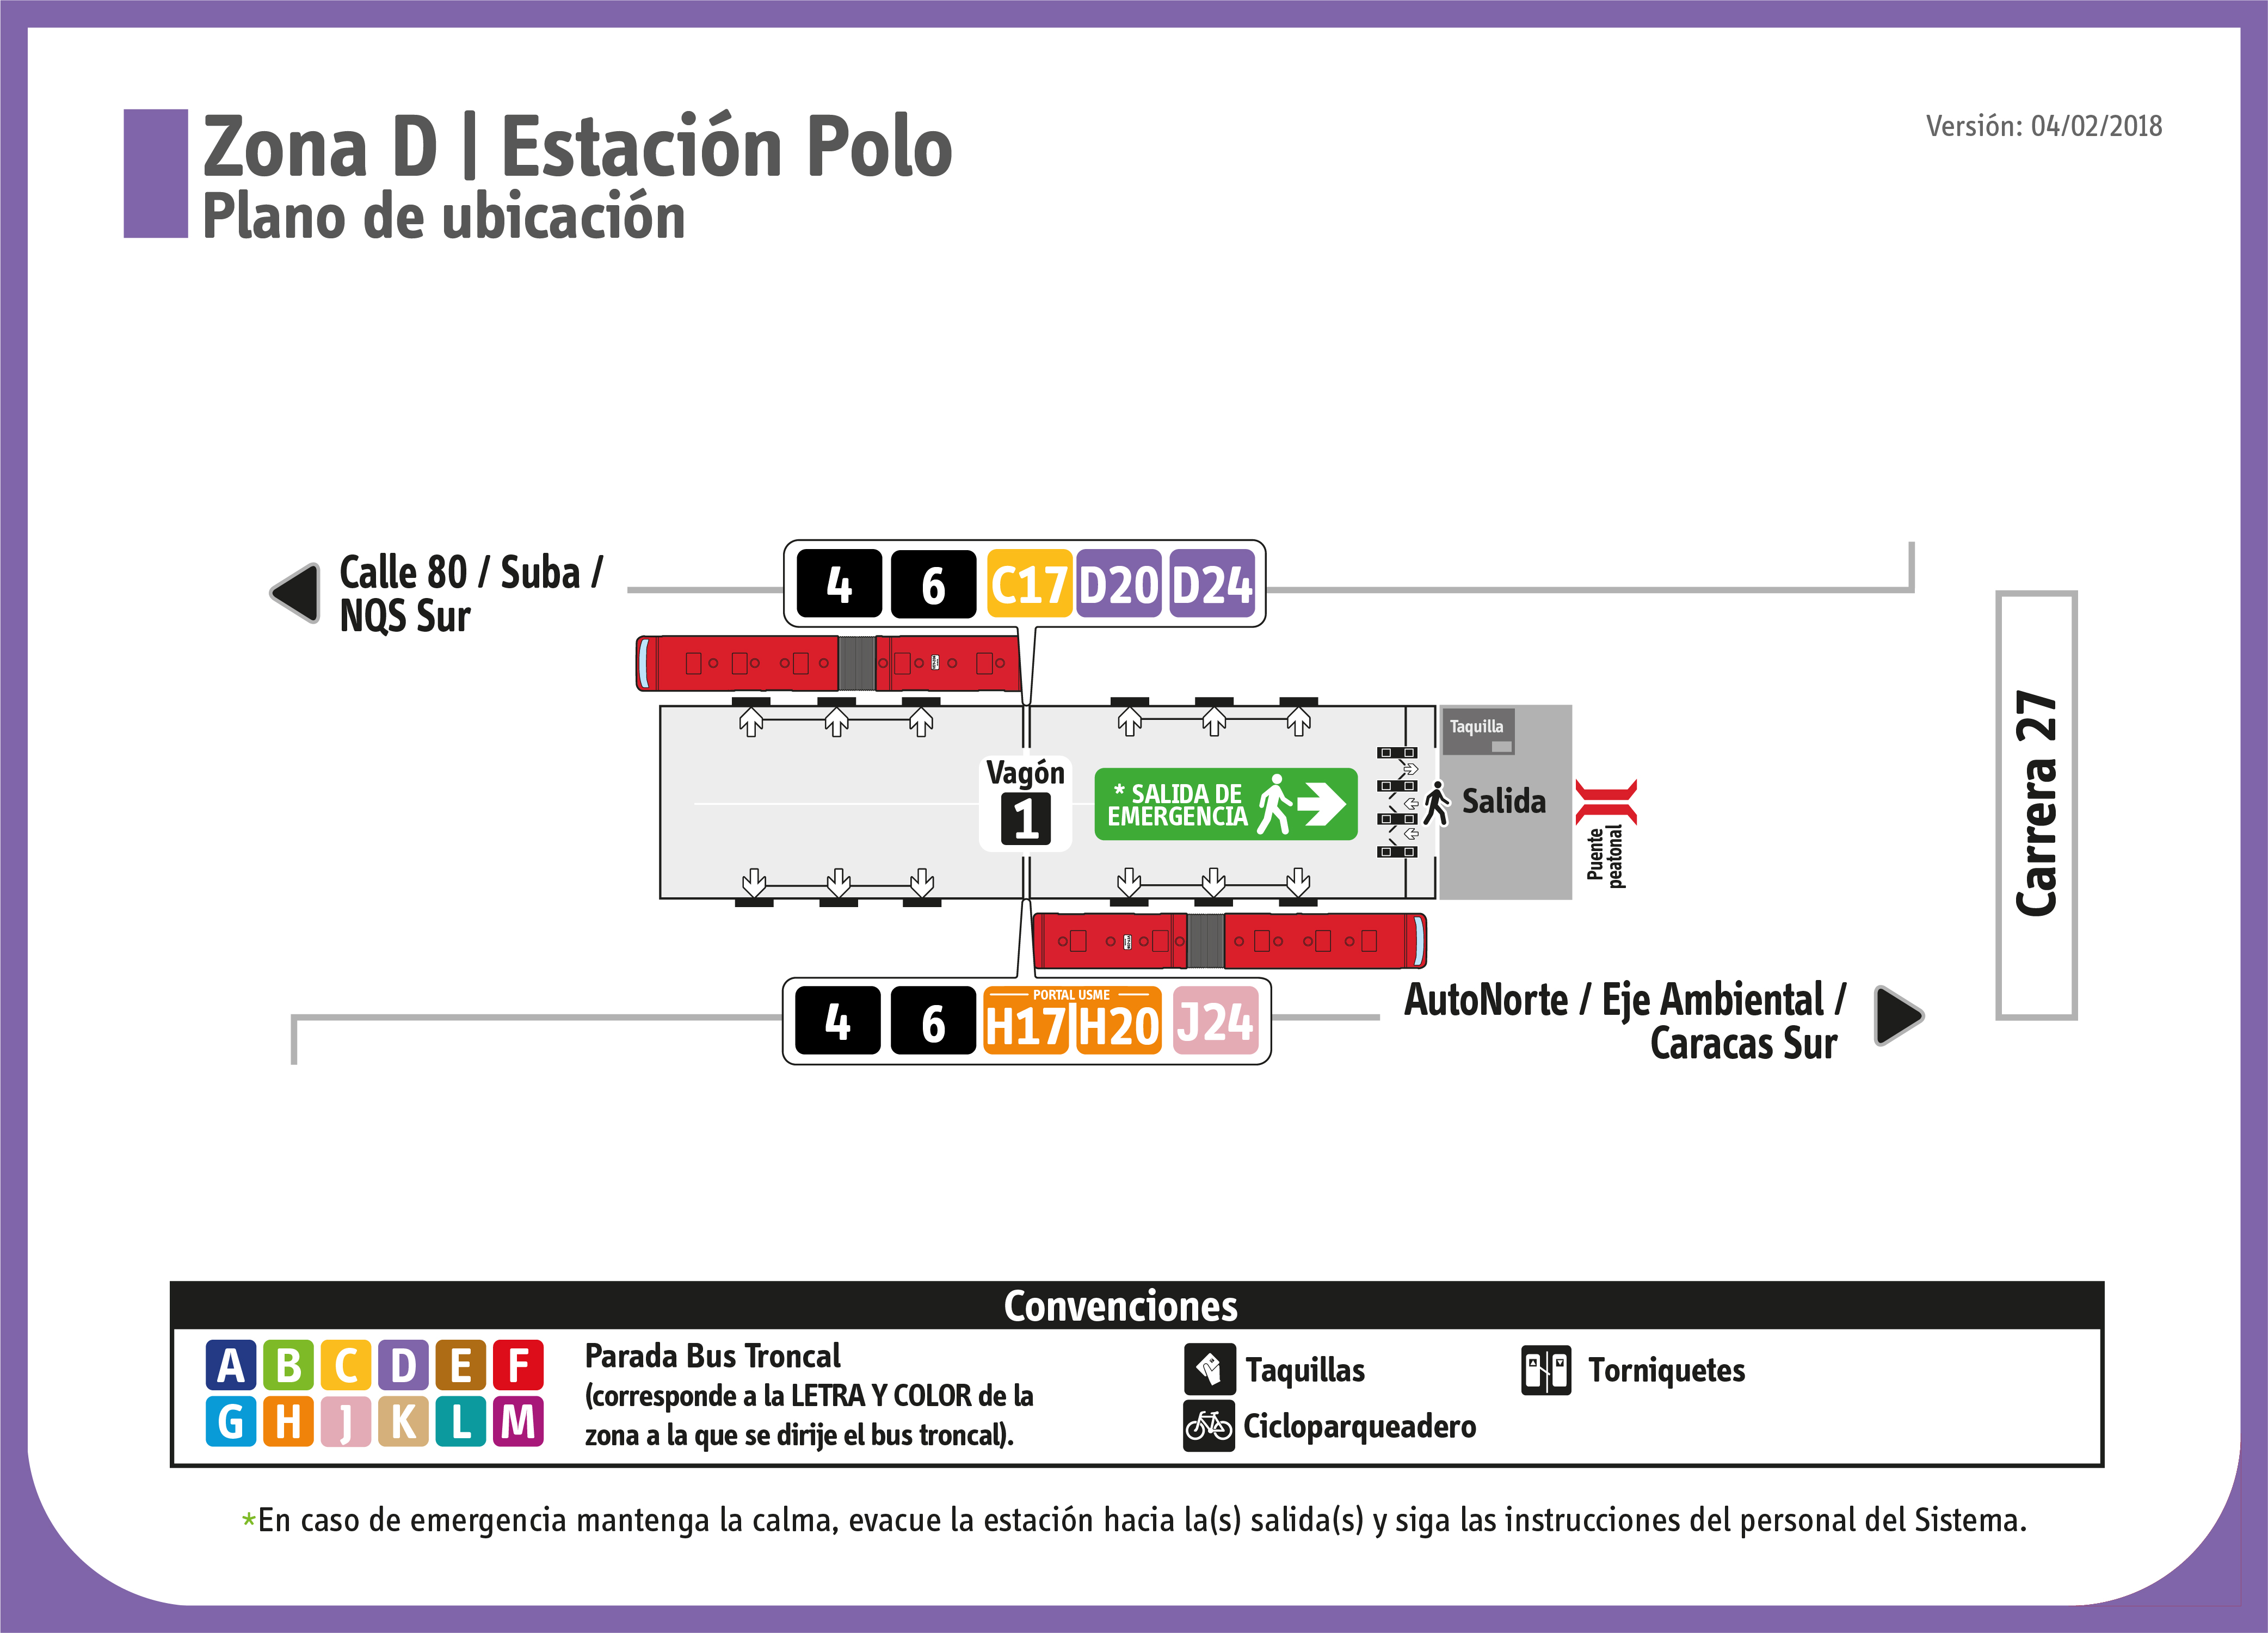 Zona D | Estación Polo
Plano de ubicación
Versión: 04/02/2018
Calle 80 / Suba /
NQS Sur
4 6 C17 D20 D24
Taquilla
Vagón
1
* SALIDA DE
EMERGENCIA
Salida
Puente
peatonal
Carrera 27
PORTAL USME
4 6 H17 H20 J24
AutoNorte / Eje Ambiental /
Caracas Sur
Convenciones
A B C D E F
G H J K L M
Parada Bus Troncal
(corresponde a la LETRA Y COLOR de la
zona a la que se dirije el bus troncal).
Taquillas
Cicloparqueadero
Torniquetes
*En caso de emergencia mantenga la calma, evacue la estación hacia la(s) salida(s) y siga las instrucciones del personal del Sistema.